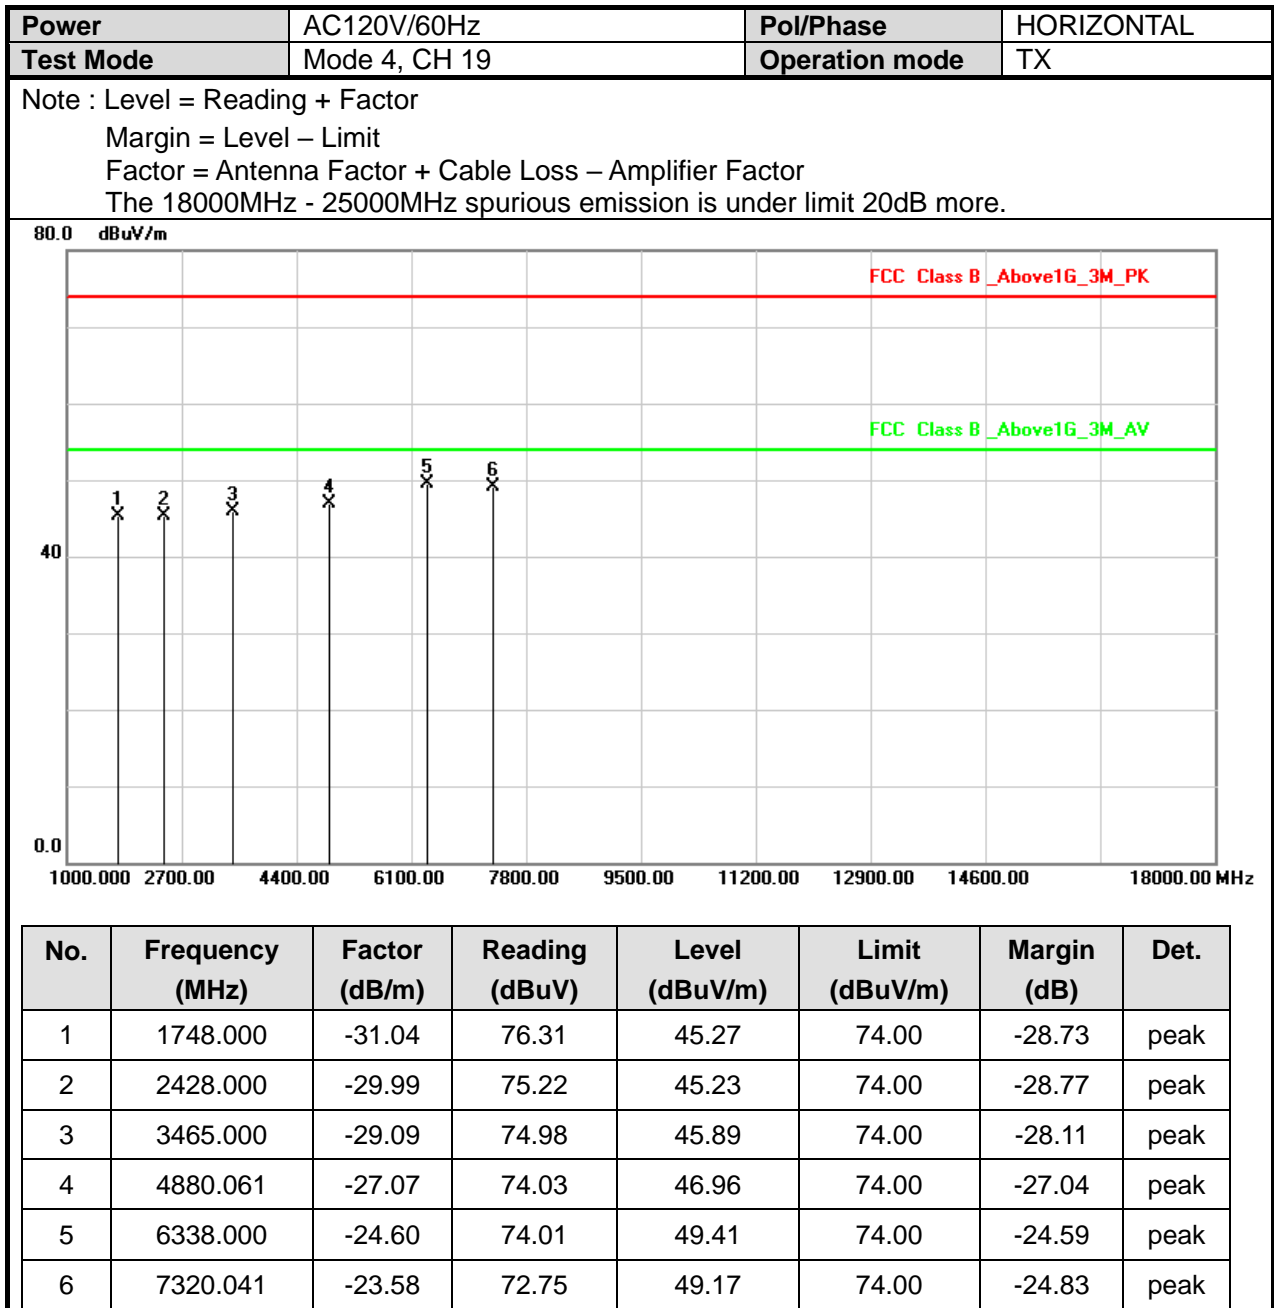 Power AC120V/60Hz Pol/Phase HORIZONTAL
Test Mode Mode 4, CH 19 Operation mode TX
Note : Level = Reading + Factor
Margin = Level – Limit
Factor = Antenna Factor + Cable Loss – Amplifier Factor
The 18000MHz - 25000MHz spurious emission is under limit 20dB more.
80.0 dBuV/m
FCC Class B _Above1G_3M_PK
FCC Class B _Above1G_3M_AV
1 2 3 4 5 6
40
0.0
1000.000 2700.00 4400.00 6100.00 7800.00 9500.00 11200.00 12900.00 14600.00 18000.00 MHz
No. Frequency Factor Reading Level Limit Margin Det.
(MHz) (dB/m) (dBuV) (dBuV/m) (dBuV/m) (dB)
1 1748.000 -31.04 76.31 45.27 74.00 -28.73 peak
2 2428.000 -29.99 75.22 45.23 74.00 -28.77 peak
3 3465.000 -29.09 74.98 45.89 74.00 -28.11 peak
4 4880.061 -27.07 74.03 46.96 74.00 -27.04 peak
5 6338.000 -24.60 74.01 49.41 74.00 -24.59 peak
6 7320.041 -23.58 72.75 49.17 74.00 -24.83 peak